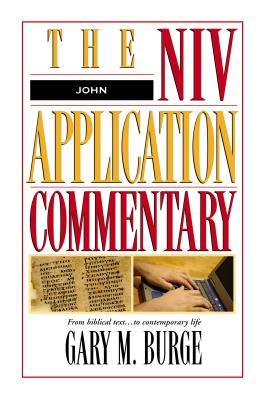 THE NIV
JOHN
APPLICATION
COMMENTARY
From biblical text...to contemporary life
GARY M. BURGE